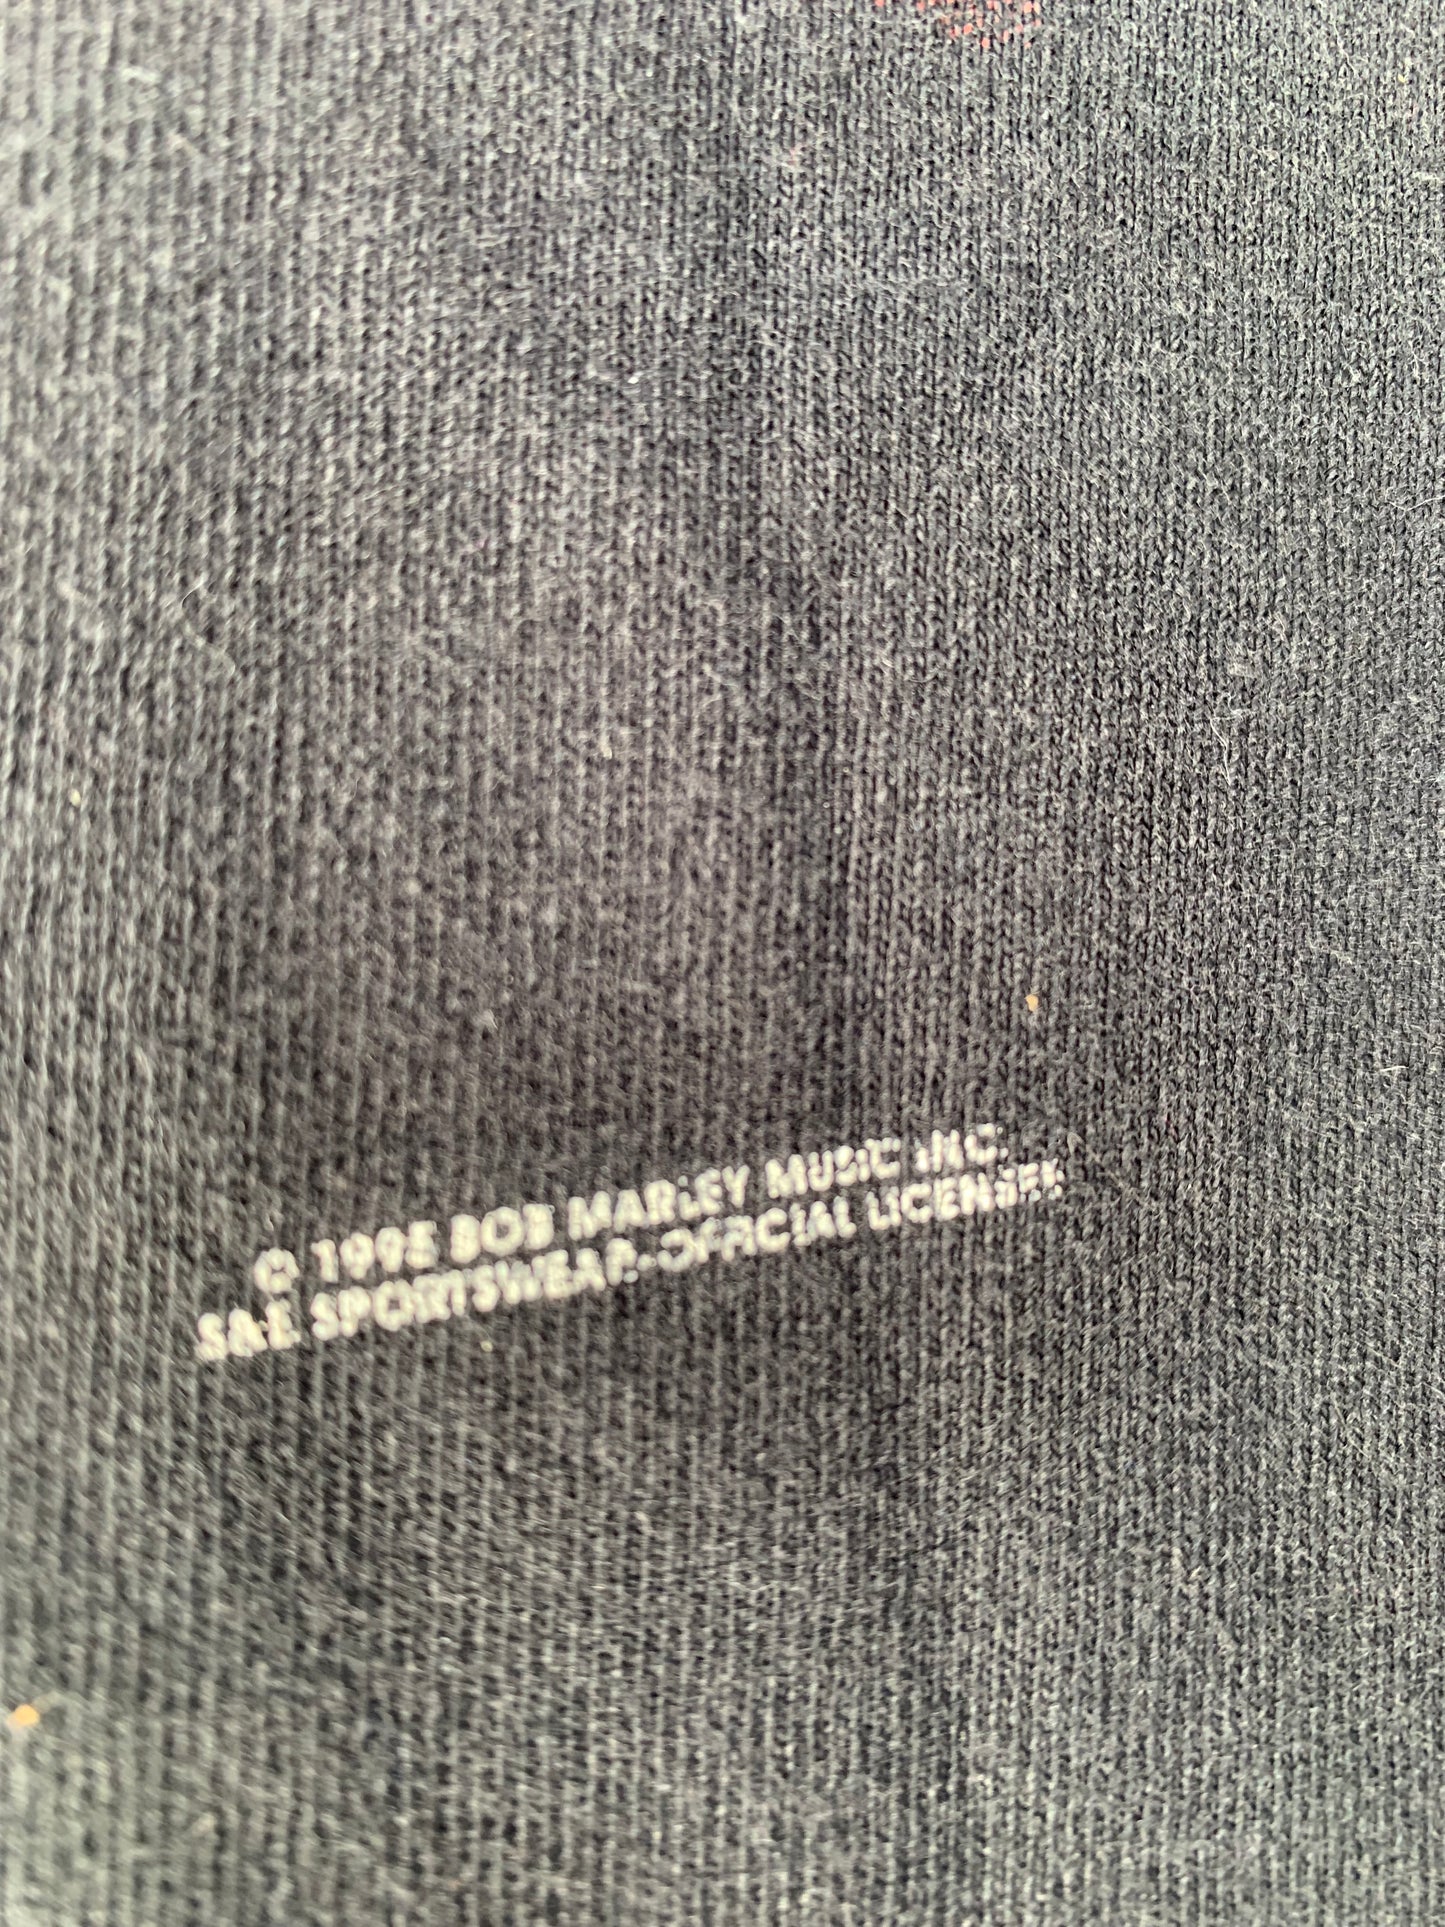 © 1995 BOB MARLEY MUSIC INC.
S&E SPORTSWEAR-OFFICIAL LICENSEE